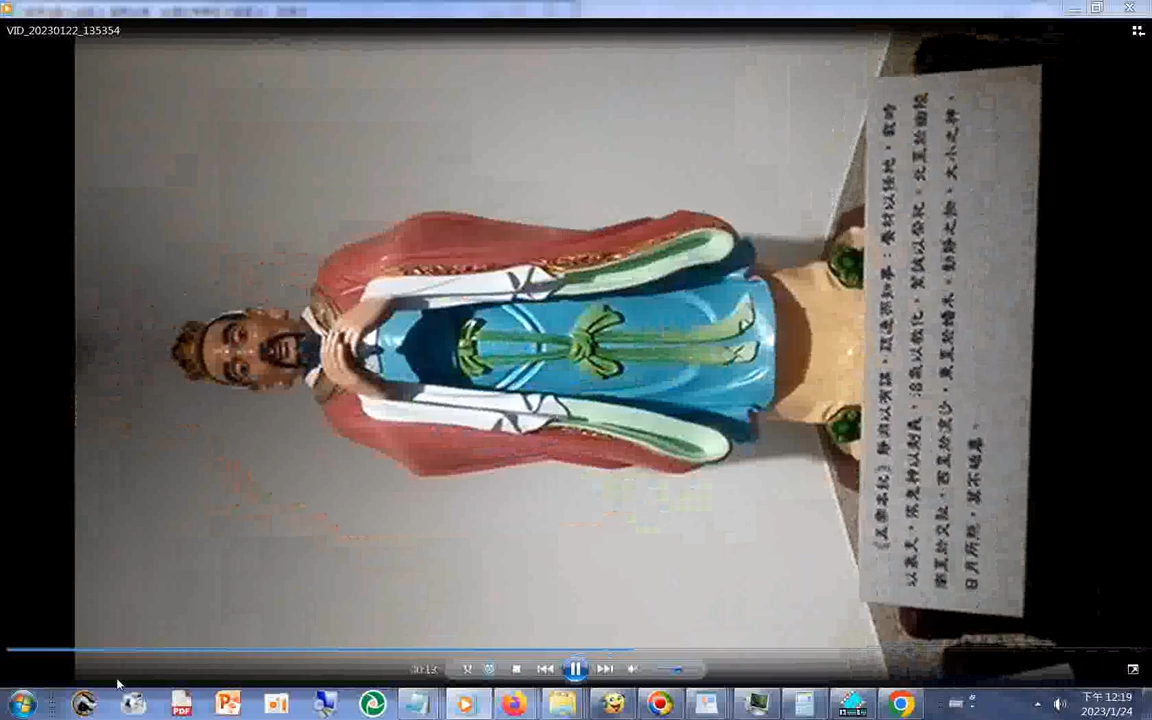 VID_20230122_135354
《五帝本紀》靜淵以有謀，疏通而知事；養材以任地，載時
以象天，依鬼神以制義，治氣以教化，絜誠以祭祀。北至於幽陵
南至於交趾，西至於流沙，東至於蟠木。動靜之物，大小之神，
日月所照，莫不砥屬。
00:13
PDF
下午 12:19
2023/1/24